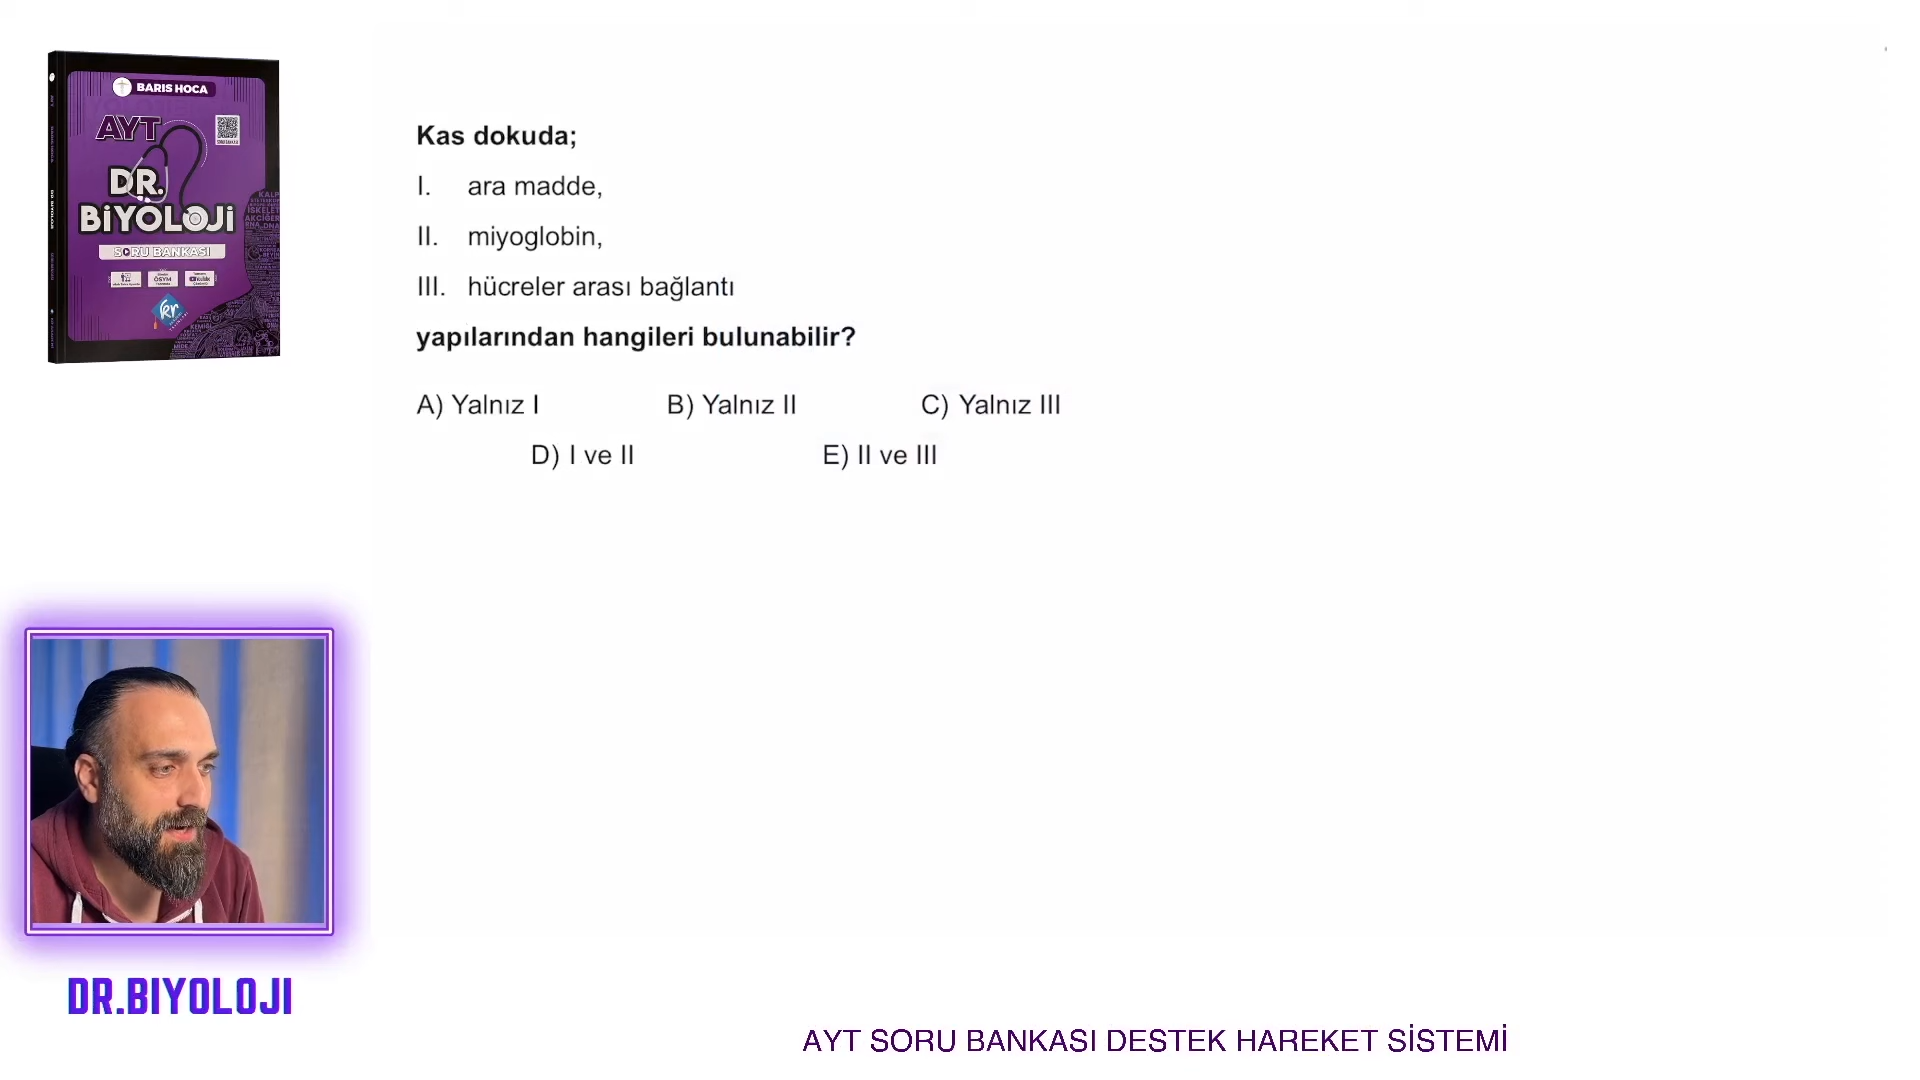 BARIS HOCA
AYT
DR.
BİYOLOJİ
SORU BANKASI
ÖSYM
Kas dokuda;
I. ara madde,
II. miyoglobin,
III. hücreler arası bağlantı
yapılarından hangileri bulunabilir?
A) Yalnız I B) Yalnız II C) Yalnız III
D) I ve II E) II ve III
DR.BIYOLOJI
AYT SORU BANKASI DESTEK HAREKET SİSTEMİ